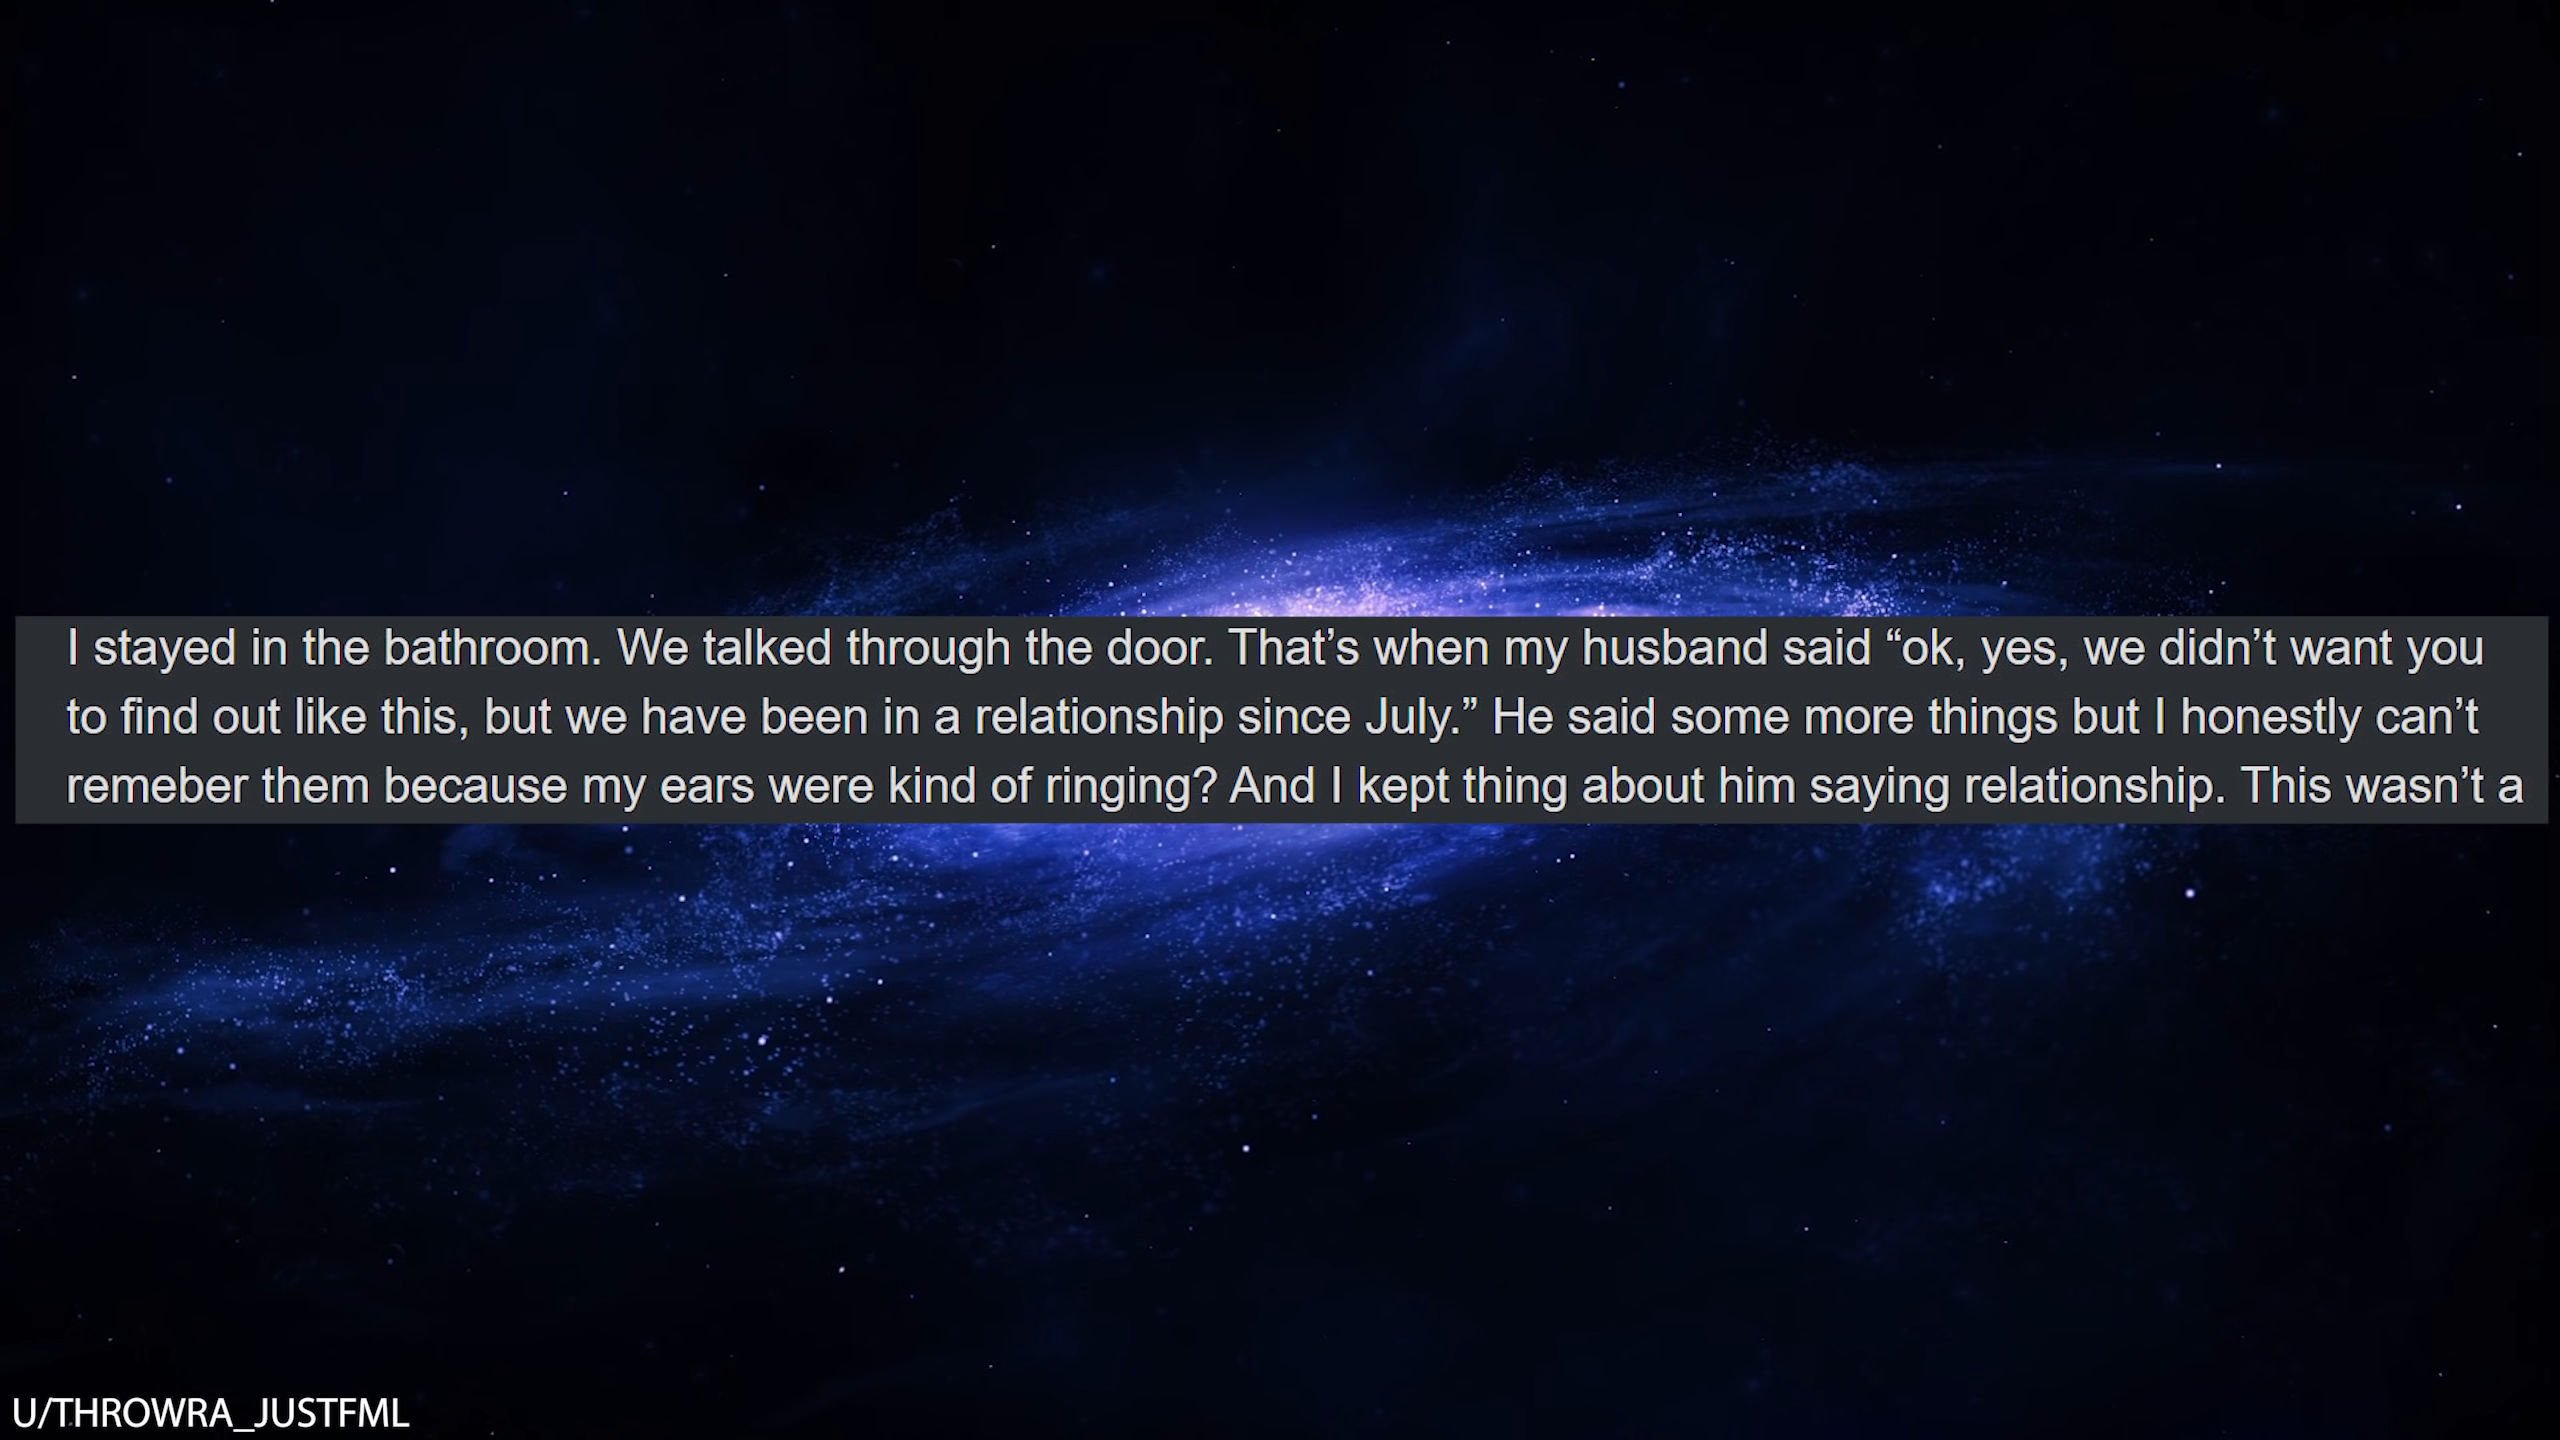 I stayed in the bathroom. We talked through the door. That’s when my husband said “ok, yes, we didn’t want you
to find out like this, but we have been in a relationship since July.” He said some more things but I honestly can’t
remeber them because my ears were kind of ringing? And I kept thing about him saying relationship. This wasn’t a
U/THROWRA_JUSTFML